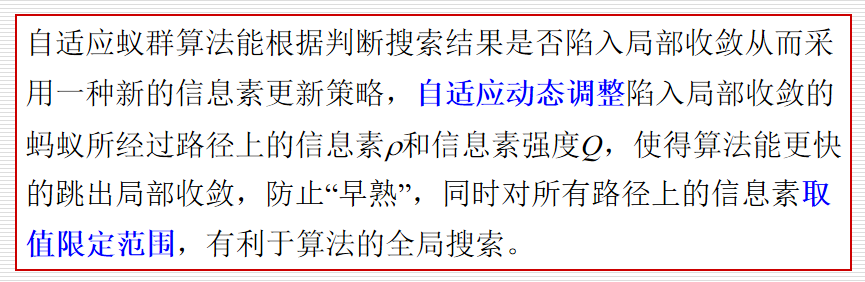 自适应蚁群算法能根据判断搜索结果是否陷入局部收敛从而采
用一种新的信息素更新策略，自适应动态调整陷入局部收敛的
蚂蚁所经过路径上的信息素ρ和信息素强度Q，使得算法能更快
的跳出局部收敛，防止“早熟”，同时对所有路径上的信息素取
值限定范围，有利于算法的全局搜索。